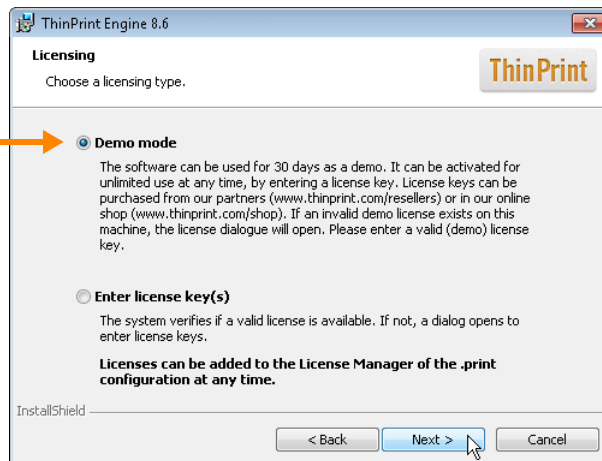 ThinPrint Engine 8.6
Licensing
Choose a licensing type.
ThinPrint
Demo mode
The software can be used for 30 days as a demo. It can be activated for
unlimited use at any time, by entering a license key. License keys can be
purchased from our partners (www.thinprint.com/resellers) or in our online
shop (www.thinprint.com/shop). If an invalid demo license exists on this
machine, the license dialogue will open. Please enter a valid (demo) license
key.
Enter license key(s)
The system verifies if a valid license is available. If not, a dialog opens to
enter license keys.
Licenses can be added to the License Manager of the .print
configuration at any time.
InstallShield
< Back
Next >
Cancel